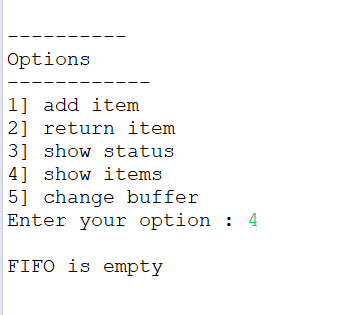 ----------
Options
------------
1] add item
2] return item
3] show status
4] show items
5] change buffer
Enter your option : 4
FIFO is empty